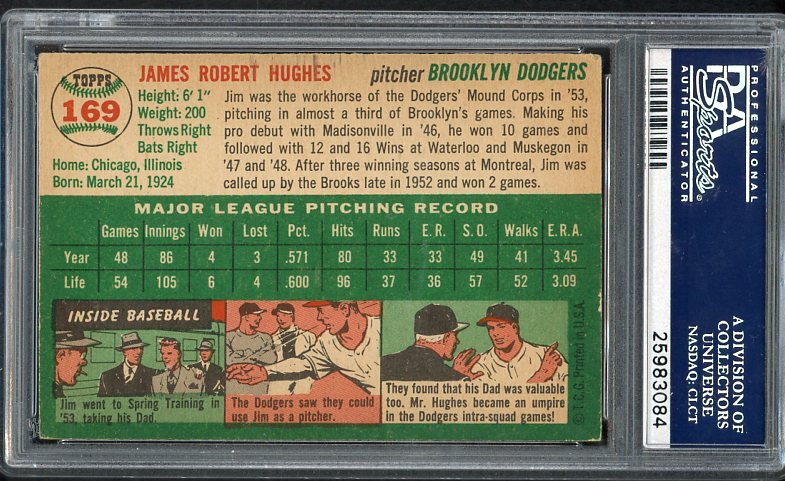 TOPPS
169
JAMES ROBERT HUGHES pitcher BROOKLYN DODGERS
Height: 6' 1"
Weight: 200
Throws Right
Bats Right
Home: Chicago, Illinois
Born: March 21, 1924
Jim was the workhorse of the Dodgers' Mound Corps in '53,
pitching in almost a third of Brooklyn's games. Making his
pro debut with Madisonville in '46, he won 10 games and
followed with 12 and 16 Wins at Waterloo and Muskegon in
'47 and '48. After three winning seasons at Montreal, Jim was
called up by the Brooks late in 1952 and won 2 games.
MAJOR LEAGUE PITCHING RECORD
Games Innings Won Lost Pct. Hits Runs E.R. S.O. Walks E.R.A.
Year 48 86 4 3 .571 80 33 33 49 41 3.45
Life 54 105 6 4 .600 96 37 36 57 52 3.09
INSIDE BASEBALL
Jim went to Spring Training in
'53, taking his Dad.
The Dodgers saw they could
use Jim as a pitcher.
They found that his Dad was valuable
too. Mr. Hughes became an umpire
in the Dodgers intra-squad games!
© T.C.G. Printed in U.S.A.
PSA
Sports
PROFESSIONAL
AUTHENTICATOR
A DIVISION OF
COLLECTORS
UNIVERSE
NASDAQ: CLCT
25983084